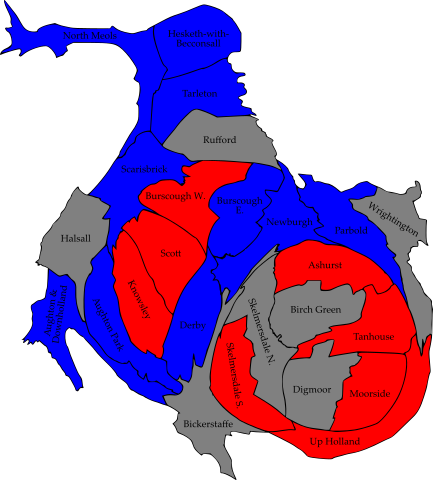 North Meols
Hesketh-with-
Becconsall
Tarleton
Rufford
Scarisbrick
Burscough W.
Burscough
E.
Newburgh
Parbold
Wrightington
Halsall
Scott
Knowsley
Ashurst
Skelmersdale N.
Birch Green
Aughton &
Downholland
Aughton Park
Derby
Tanhouse
Skelmersdale S.
Digmoor
Moorside
Bickerstaffe
Up Holland